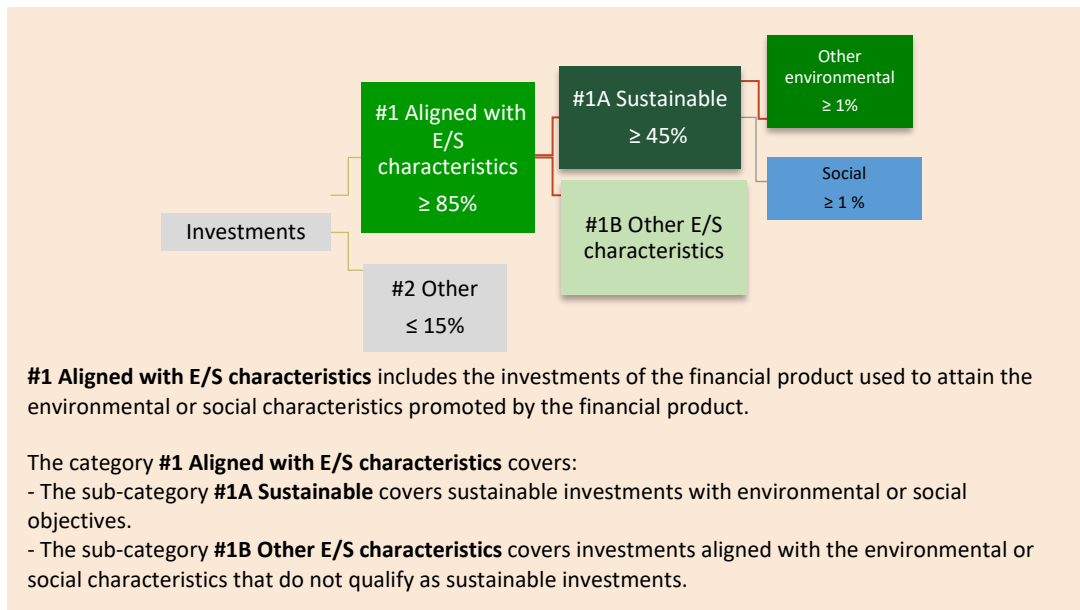 Investments
#1 Aligned with
E/S
characteristics
≥ 85%
#2 Other
≤ 15%
#1A Sustainable
≥ 45%
#1B Other E/S
characteristics
Other
environmental
≥ 1%
Social
≥ 1 %
#1 Aligned with E/S characteristics includes the investments of the financial product used to attain the
environmental or social characteristics promoted by the financial product.
The category #1 Aligned with E/S characteristics covers:
- The sub-category #1A Sustainable covers sustainable investments with environmental or social
objectives.
- The sub-category #1B Other E/S characteristics covers investments aligned with the environmental or
social characteristics that do not qualify as sustainable investments.